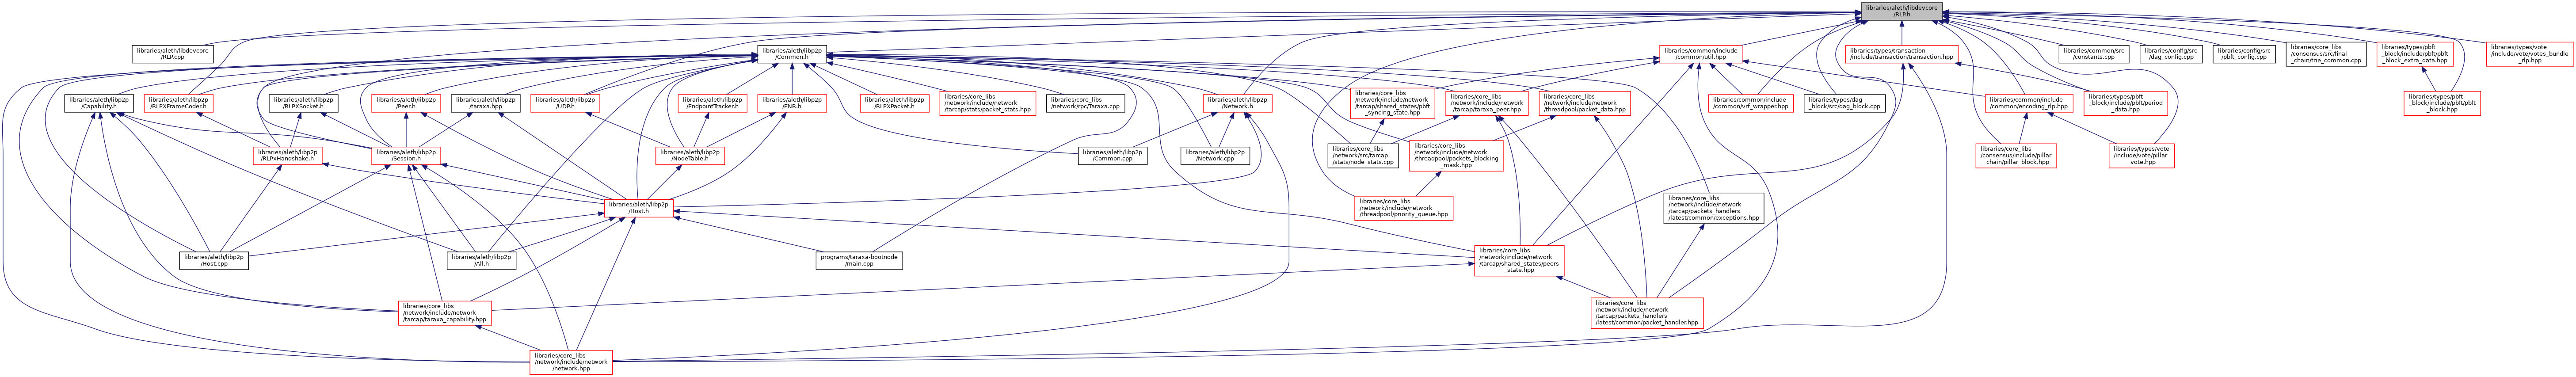 libraries/aleth/libdevcore
/RLP.h
libraries/aleth/libdevcore
/RLP.cpp
libraries/aleth/libp2p
/Common.h
libraries/common/include
/common/util.hpp
libraries/types/transaction
/include/transaction/transaction.hpp
libraries/common/src
/constants.cpp
libraries/config/src
/dag_config.cpp
libraries/config/src
/pbft_config.cpp
libraries/core_libs
/consensus/src/final
_chain/trie_common.cpp
libraries/types/pbft
_block/include/pbft/pbft
_block_extra_data.hpp
libraries/types/vote
/include/vote/votes_bundle
_rlp.hpp
libraries/aleth/libp2p
/Capability.h
libraries/aleth/libp2p
/RLPXFrameCoder.h
libraries/aleth/libp2p
/RLPXSocket.h
libraries/aleth/libp2p
/Peer.h
libraries/aleth/libp2p
/taraxa.hpp
libraries/aleth/libp2p
/UDP.h
libraries/aleth/libp2p
/EndpointTracker.h
libraries/aleth/libp2p
/ENR.h
libraries/aleth/libp2p
/RLPXPacket.h
libraries/core_libs
/network/include/network
/tarcap/stats/packet_stats.hpp
libraries/core_libs
/network/rpc/Taraxa.cpp
libraries/aleth/libp2p
/Network.h
libraries/core_libs
/network/include/network
/tarcap/shared_states/pbft
_syncing_state.hpp
libraries/core_libs
/network/include/network
/tarcap/taraxa_peer.hpp
libraries/core_libs
/network/include/network
/threadpool/packet_data.hpp
libraries/common/include
/common/vrf_wrapper.hpp
libraries/types/dag
_block/src/dag_block.cpp
libraries/common/include
/common/encoding_rlp.hpp
libraries/types/pbft
_block/include/pbft/period
_data.hpp
libraries/types/pbft
_block/include/pbft/pbft
_block.hpp
libraries/aleth/libp2p
/RLPxHandshake.h
libraries/aleth/libp2p
/Session.h
libraries/aleth/libp2p
/NodeTable.h
libraries/aleth/libp2p
/Common.cpp
libraries/aleth/libp2p
/Network.cpp
libraries/core_libs
/network/src/tarcap
/stats/node_stats.cpp
libraries/core_libs
/network/include/network
/threadpool/packets_blocking
_mask.hpp
libraries/core_libs
/consensus/include/pillar
_chain/pillar_block.hpp
libraries/types/vote
/include/vote/pillar
_vote.hpp
libraries/aleth/libp2p
/Host.h
libraries/core_libs
/network/include/network
/threadpool/priority_queue.hpp
libraries/core_libs
/network/include/network
/tarcap/packets_handlers
/latest/common/exceptions.hpp
libraries/aleth/libp2p
/Host.cpp
libraries/aleth/libp2p
/All.h
programs/taraxa-bootnode
/main.cpp
libraries/core_libs
/network/include/network
/tarcap/shared_states/peers
_state.hpp
libraries/core_libs
/network/include/network
/tarcap/taraxa_capability.hpp
libraries/core_libs
/network/include/network
/tarcap/packets_handlers
/latest/common/packet_handler.hpp
libraries/core_libs
/network/include/network
/network.hpp